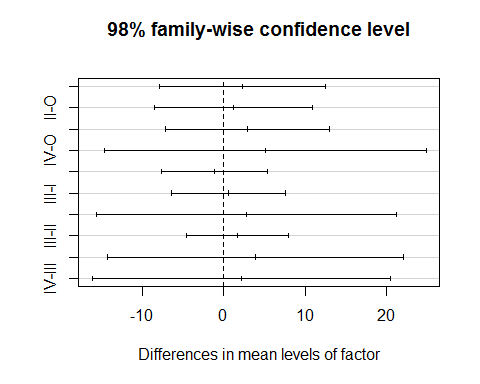 98% family-wise confidence level
II-O
IV-O
III-I
III-II
IV-III
-10 0 10 20
Differences in mean levels of factor